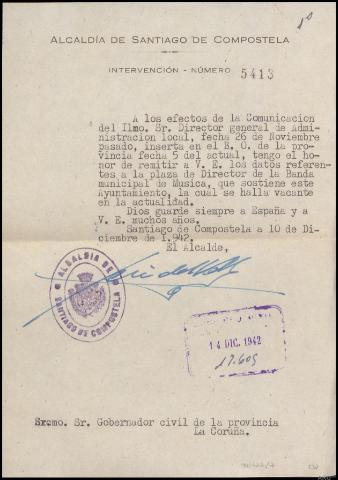 1º
ALCALDÍA DE SANTIAGO DE COMPOSTELA
INTERVENCIÓN - NÚMERO 5413
A los efectos de la Comunicacion
del Ilmo. Sr. Director general de Admi-
nistracion local, fecha 26 de Noviembre
pasado, inserta en el B. O. de la pro-
vincia fecha 5 del actual, tengo el ho-
nor de remitir a V. E. los datos referen-
tes a la plaza de Director de la Banda
municipal de Musica, que sostiene este
Ayuntamiento, la cual se halla vacante
en la actualidad.
Dios guarde siempre a España y a
V. E. muchos años.
Santiago de Compostela a 10 de Di-
ciembre de 1.942.
El Alcalde,
ALCALDIA DE
SANTIAGO DE COMPOSTELA
14 DIC. 1942
17.609
Excmo. Sr. Gobernador civil de la provincia
La Coruña.